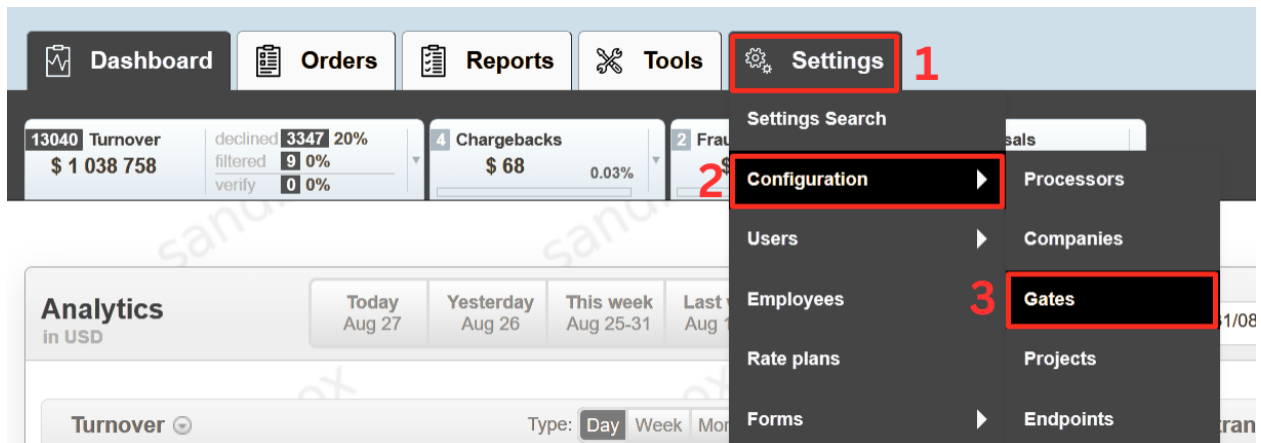 Dashboard
Orders
Reports
Tools
Settings
1
Settings Search
13040 Turnover
$ 1 038 758
declined 3347 20%
filtered 9 0%
verify 0 0%
4 Chargebacks
$ 68
0.03%
2
2
Configuration
Processors
Users
Companies
Employees
3
Gates
Rate plans
Projects
Forms
Endpoints
Analytics
in USD
Today
Aug 27
Yesterday
Aug 26
This week
Aug 25-31
Last
Aug
Turnover
Type: Day Week